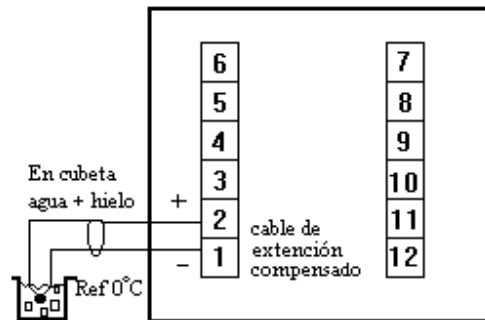 6
5
4
3
2
1
7
8
9
10
11
12
En cubeta
agua + hielo
+
−
Ref 0°C
cable de
extención
compensado